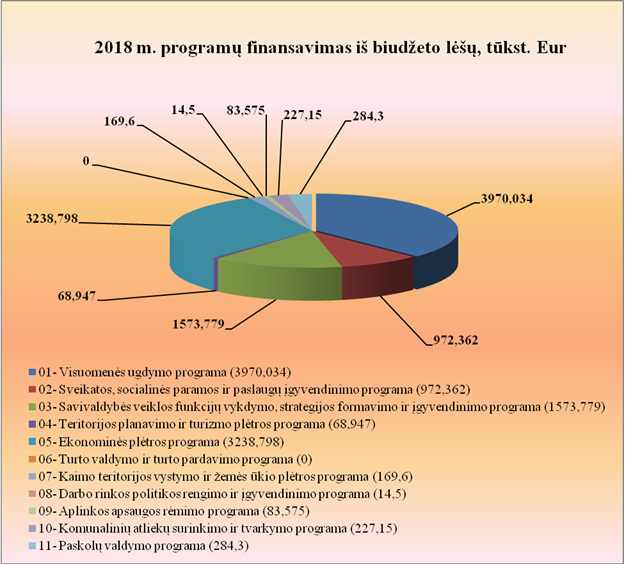 2018 m. programų finansavimas iš biudžeto lėšų, tūkst. Eur
14,5
83,575
227,15
284,3
169,6
0
3970,034
3238,798
68,947
1573,779
972,362
01- Visuomenės ugdymo programa (3970,034)
02- Sveikatos, socialinės paramos ir paslaugų įgyvendinimo programa (972,362)
03- Savivaldybės veiklos funkcijų vykdymo, strategijos formavimo ir įgyvendinimo programa (1573,779)
04- Teritorijos planavimo ir turizmo plėtros programa (68,947)
05- Ekonominės plėtros programa (3238,798)
06- Turto valdymo ir turto pardavimo programa (0)
07- Kaimo teritorijos vystymo ir žemės ūkio plėtros programa (169,6)
08- Darbo rinkos politikos rengimo ir įgyvendinimo programa (14,5)
09- Aplinkos apsaugos rėmimo programa (83,575)
10- Komunalinių atliekų surinkimo ir tvarkymo programa (227,15)
11- Paskolų valdymo programa (284,3)